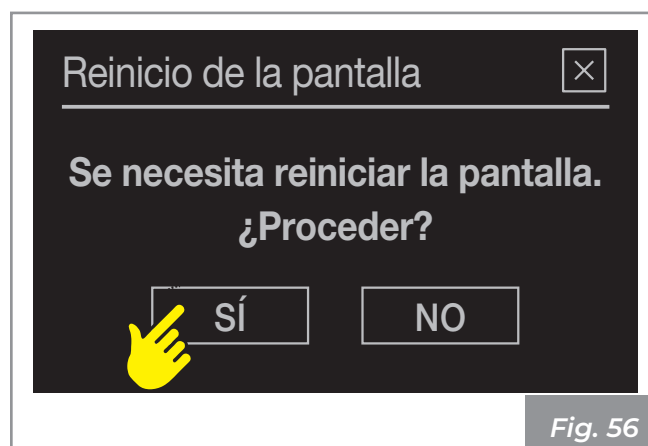 Reinicio de la pantalla
Se necesita reiniciar la pantalla.
¿Proceder?
SÍ NO
Fig. 56